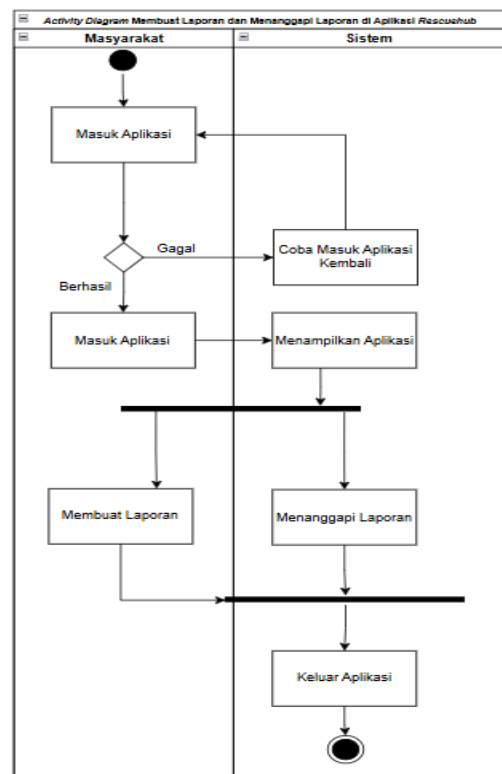 Activity Diagram Membuat Laporan dan Menanggapi Laporan di Aplikasi Rescuehub
Masyarakat
Sistem
Masuk Aplikasi
Gagal
Coba Masuk Aplikasi
Kembali
Berhasil
Masuk Aplikasi
Menampilkan Aplikasi
Membuat Laporan
Menanggapi Laporan
Keluar Aplikasi